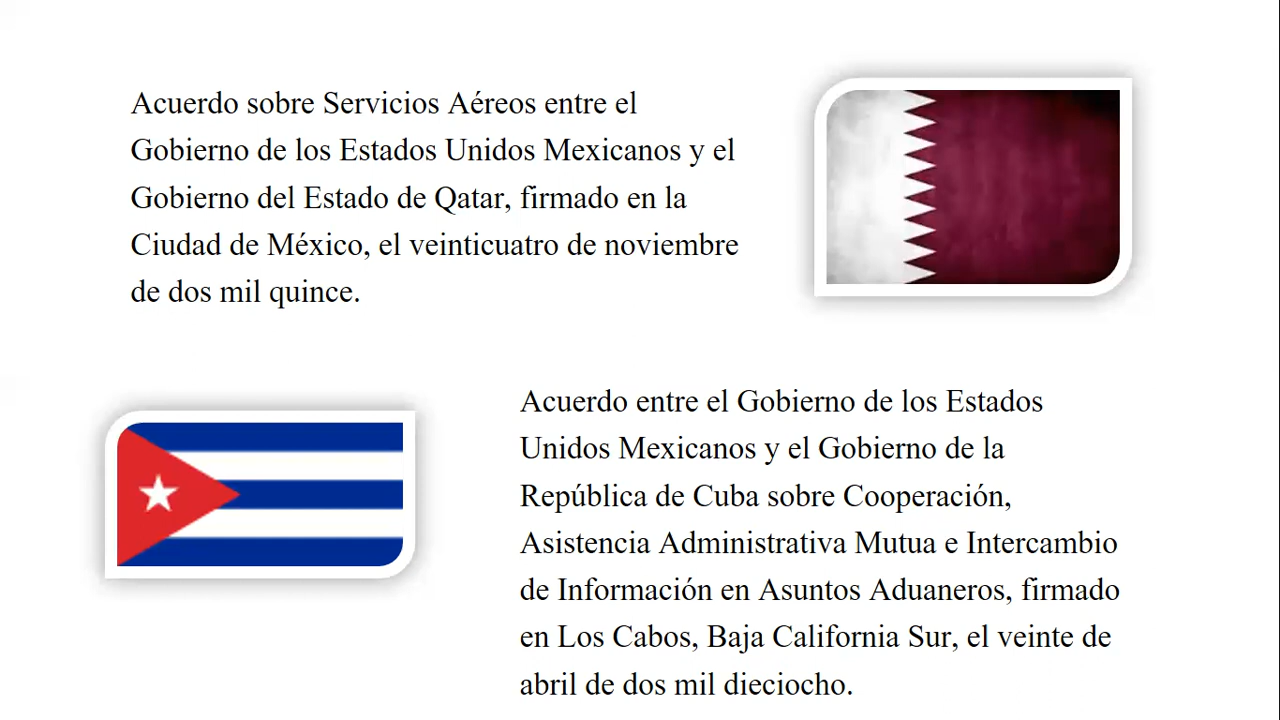 Acuerdo sobre Servicios Aéreos entre el
Gobierno de los Estados Unidos Mexicanos y el
Gobierno del Estado de Qatar, firmado en la
Ciudad de México, el veinticuatro de noviembre
de dos mil quince.
Acuerdo entre el Gobierno de los Estados
Unidos Mexicanos y el Gobierno de la
República de Cuba sobre Cooperación,
Asistencia Administrativa Mutua e Intercambio
de Información en Asuntos Aduaneros, firmado
en Los Cabos, Baja California Sur, el veinte de
abril de dos mil dieciocho.